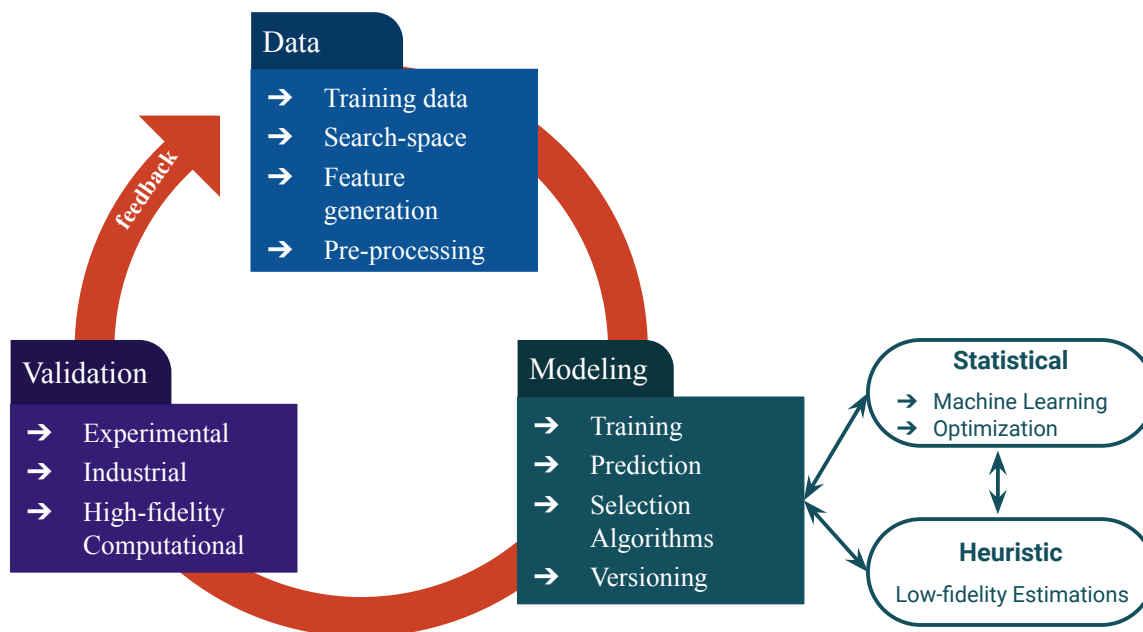 Data
➔ Training data
➔ Search-space
➔ Feature
generation
➔ Pre-processing
feedback
Validation
➔ Experimental
➔ Industrial
➔ High-fidelity
Computational
Modeling
➔ Training
➔ Prediction
➔ Selection
Algorithms
➔ Versioning
Statistical
➔ Machine Learning
➔ Optimization
Heuristic
Low-fidelity Estimations